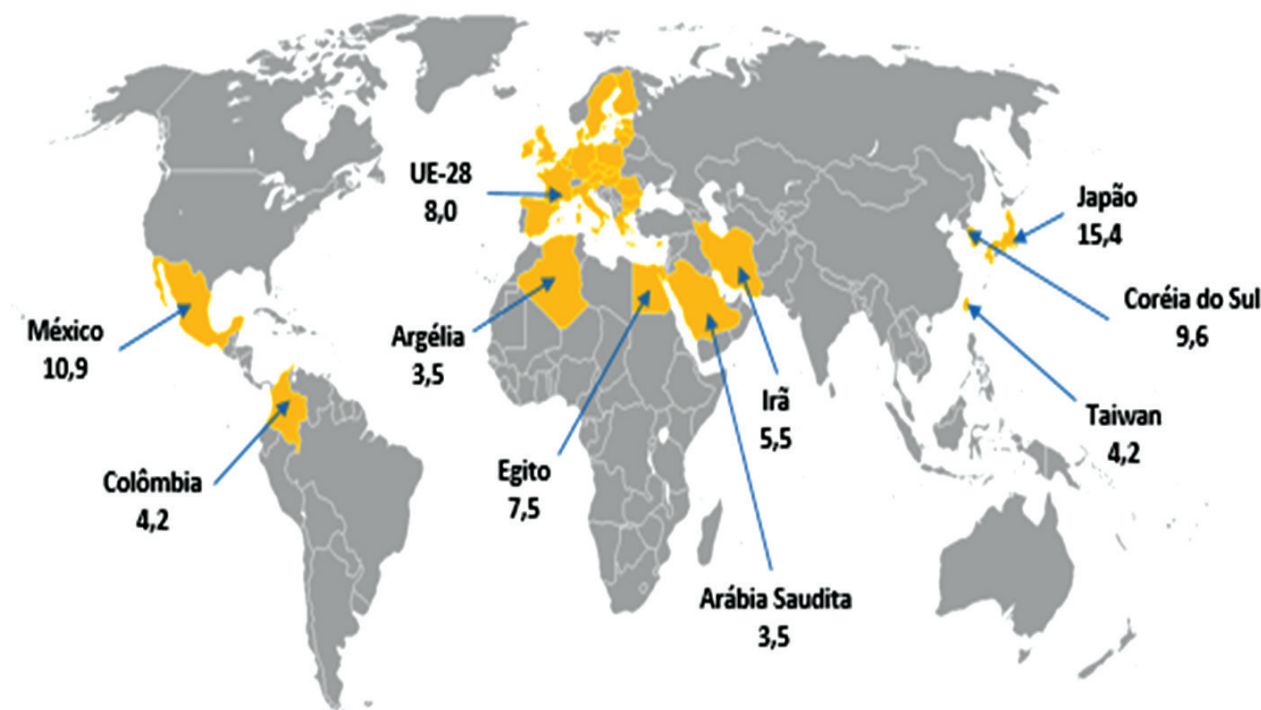 UE-28
8,0
Japão
15,4
Coréia do Sul
9,6
México
10,9
Argélia
3,5
Irã
5,5
Taiwan
4,2
Colômbia
4,2
Egito
7,5
Arábia Saudita
3,5